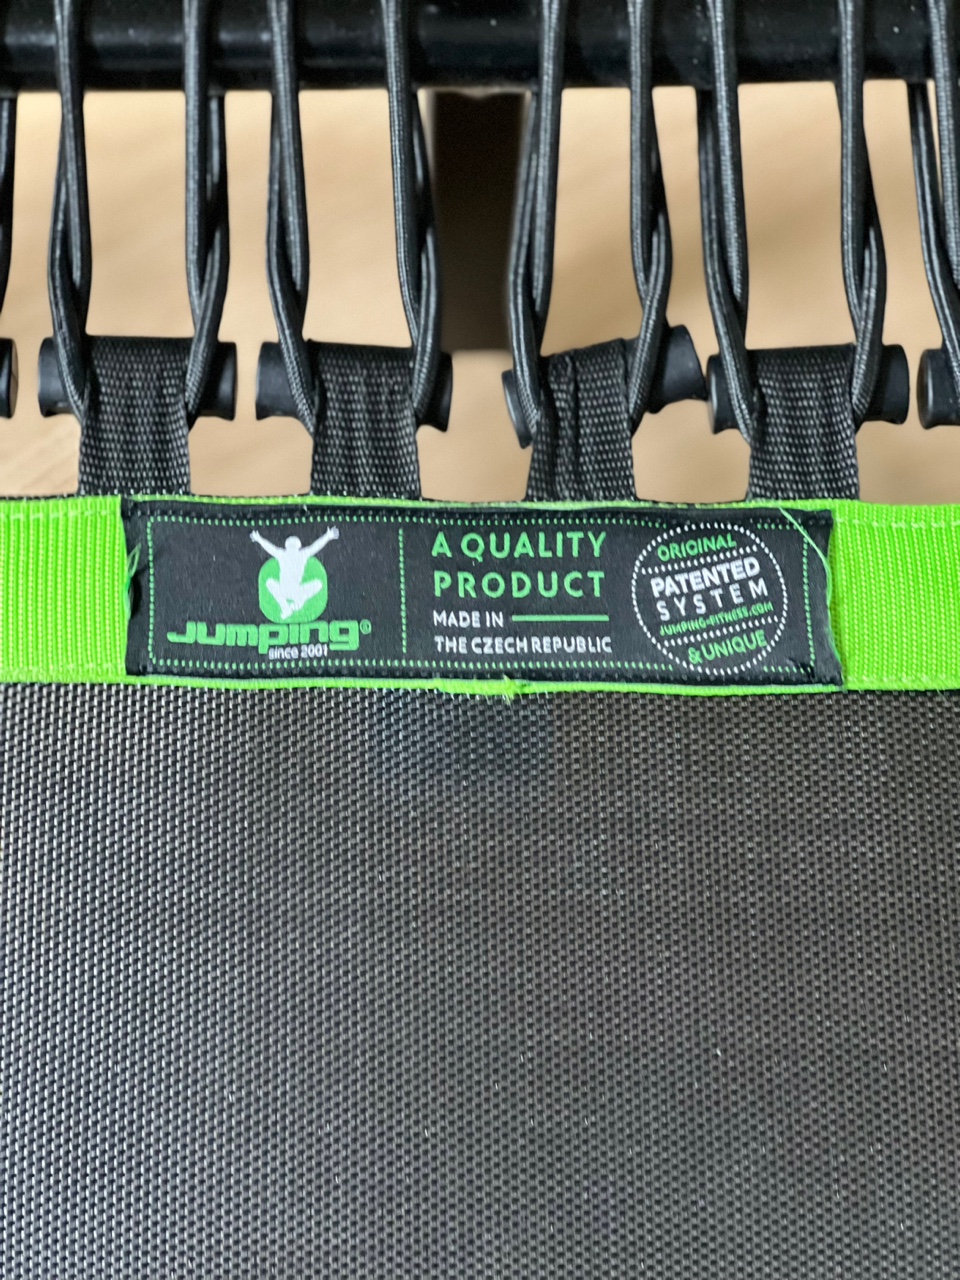 Jumping®
since 2001
A QUALITY
PRODUCT
MADE IN
THE CZECH REPUBLIC
ORIGINAL
PATENTED
SYSTEM
JUMPING-FITNESS.COM
& UNIQUE